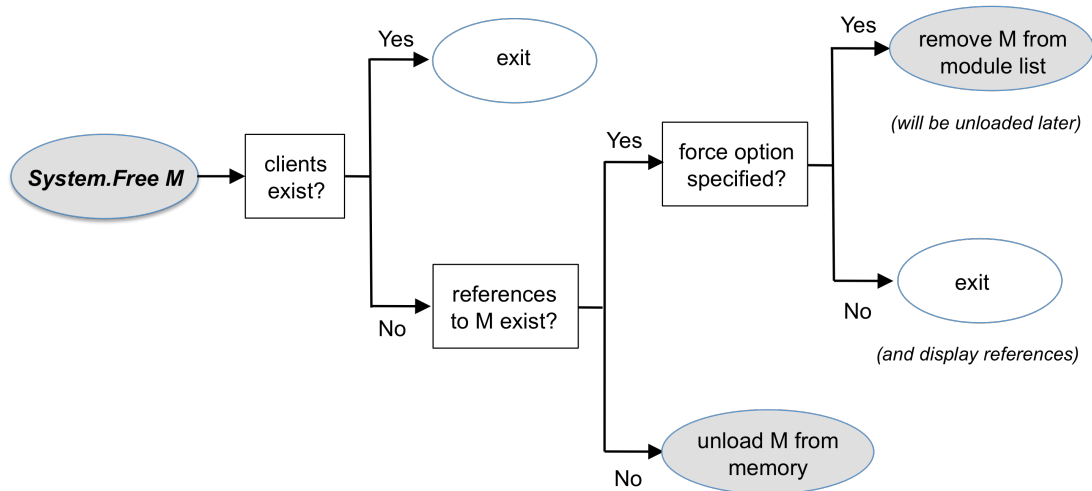 System.Free M
clients
exist?
Yes
exit
No
references
to M exist?
Yes
force option
specified?
Yes
remove M from
module list
(will be unloaded later)
No
exit
(and display references)
No
unload M from
memory